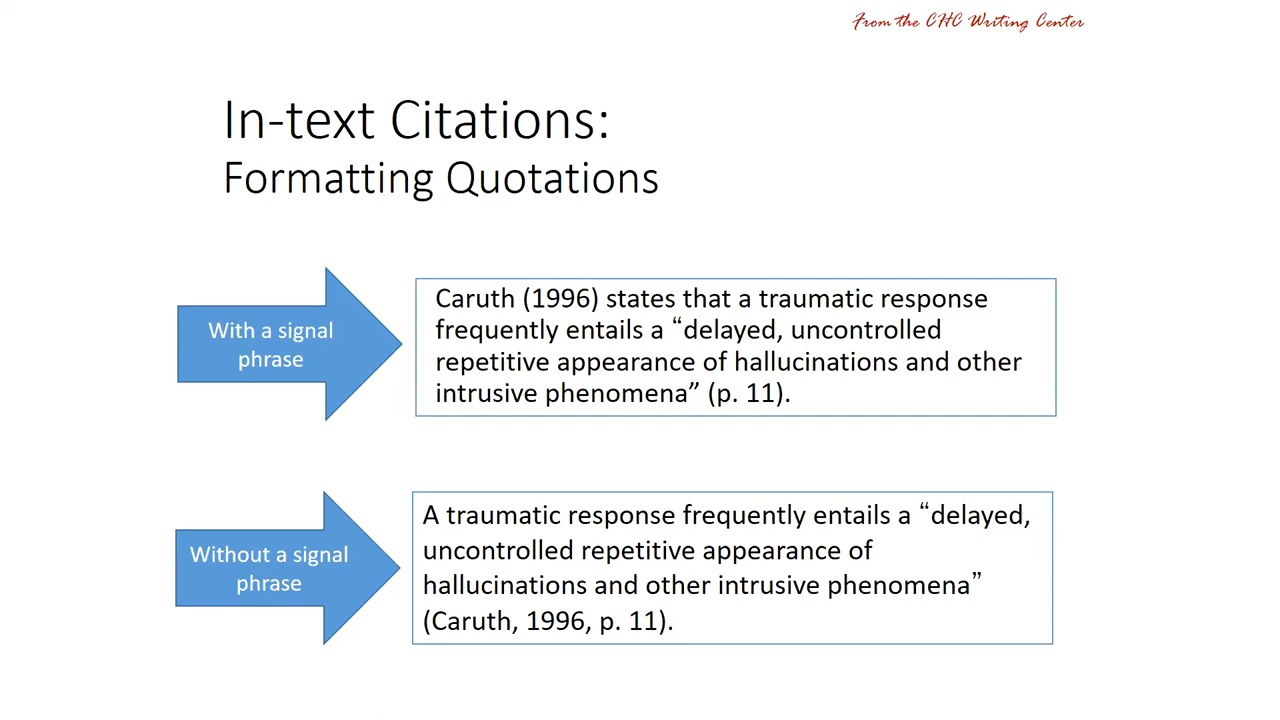 From the CHC Writing Center
In-text Citations:
Formatting Quotations
With a signal
phrase
Caruth (1996) states that a traumatic response
frequently entails a “delayed, uncontrolled
repetitive appearance of hallucinations and other
intrusive phenomena” (p. 11).
Without a signal
phrase
A traumatic response frequently entails a “delayed,
uncontrolled repetitive appearance of
hallucinations and other intrusive phenomena”
(Caruth, 1996, p. 11).